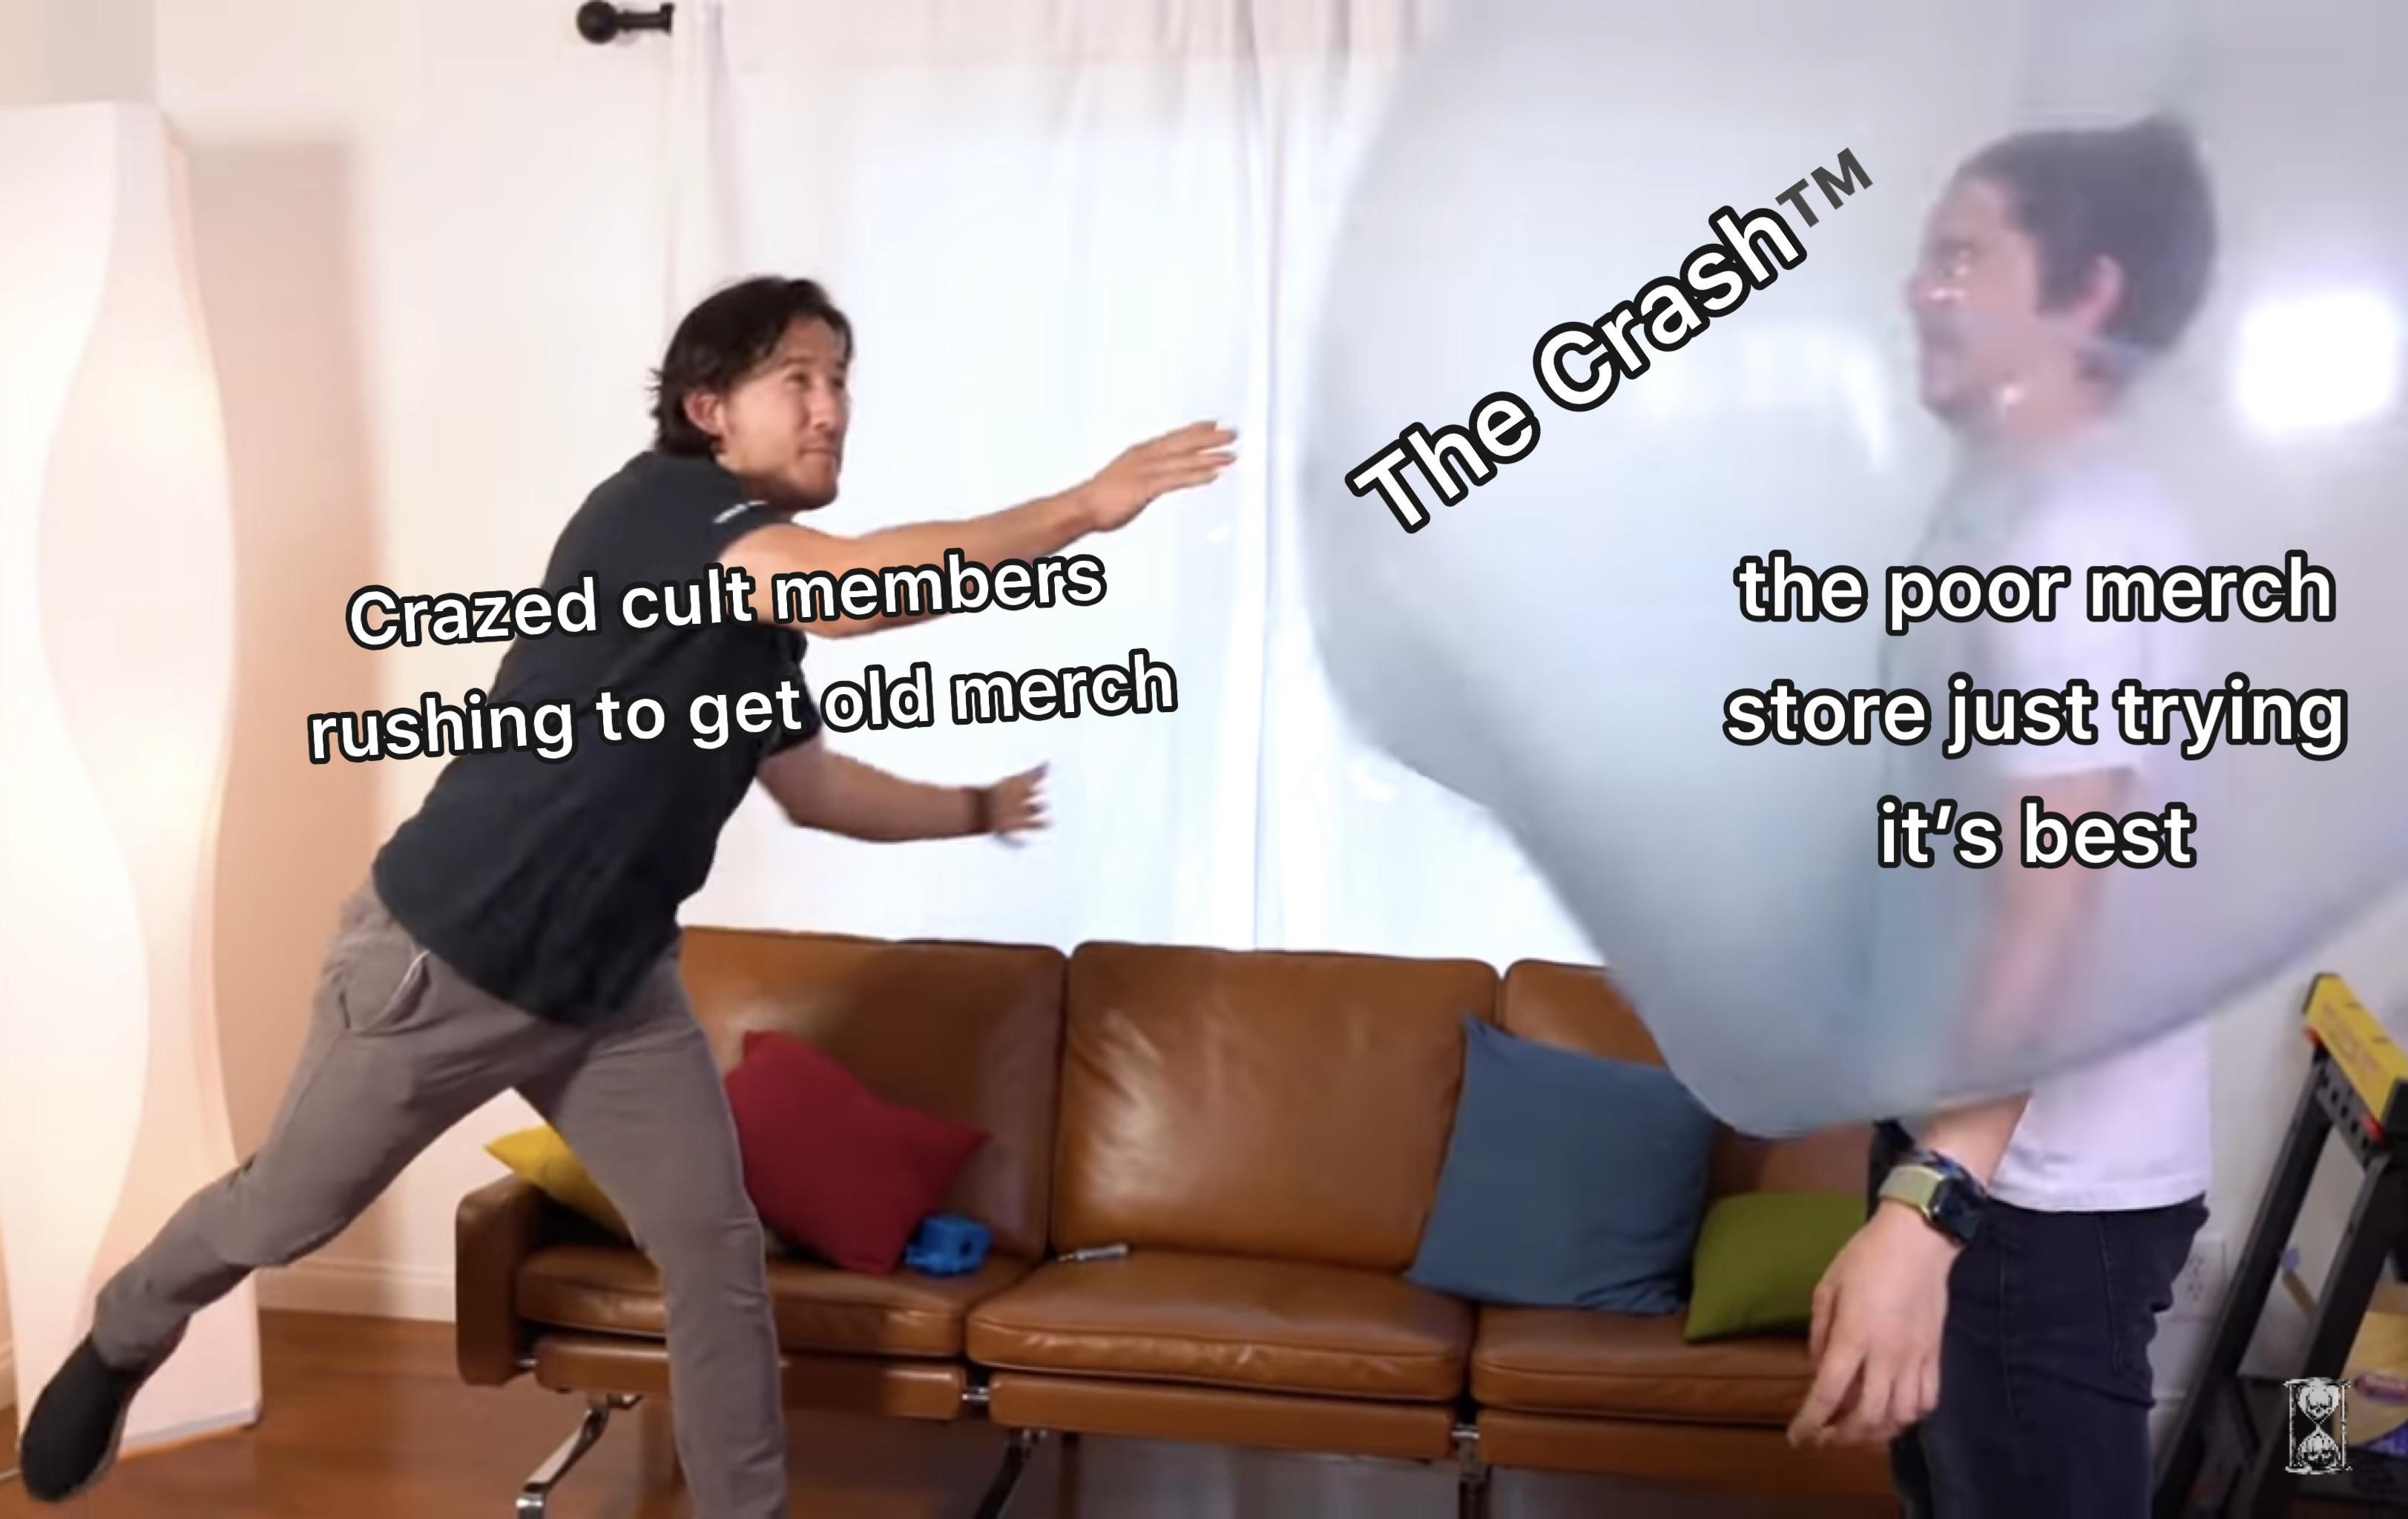 The Crash™
Crazed cult members
rushing to get old merch
the poor merch
store just trying
it’s best